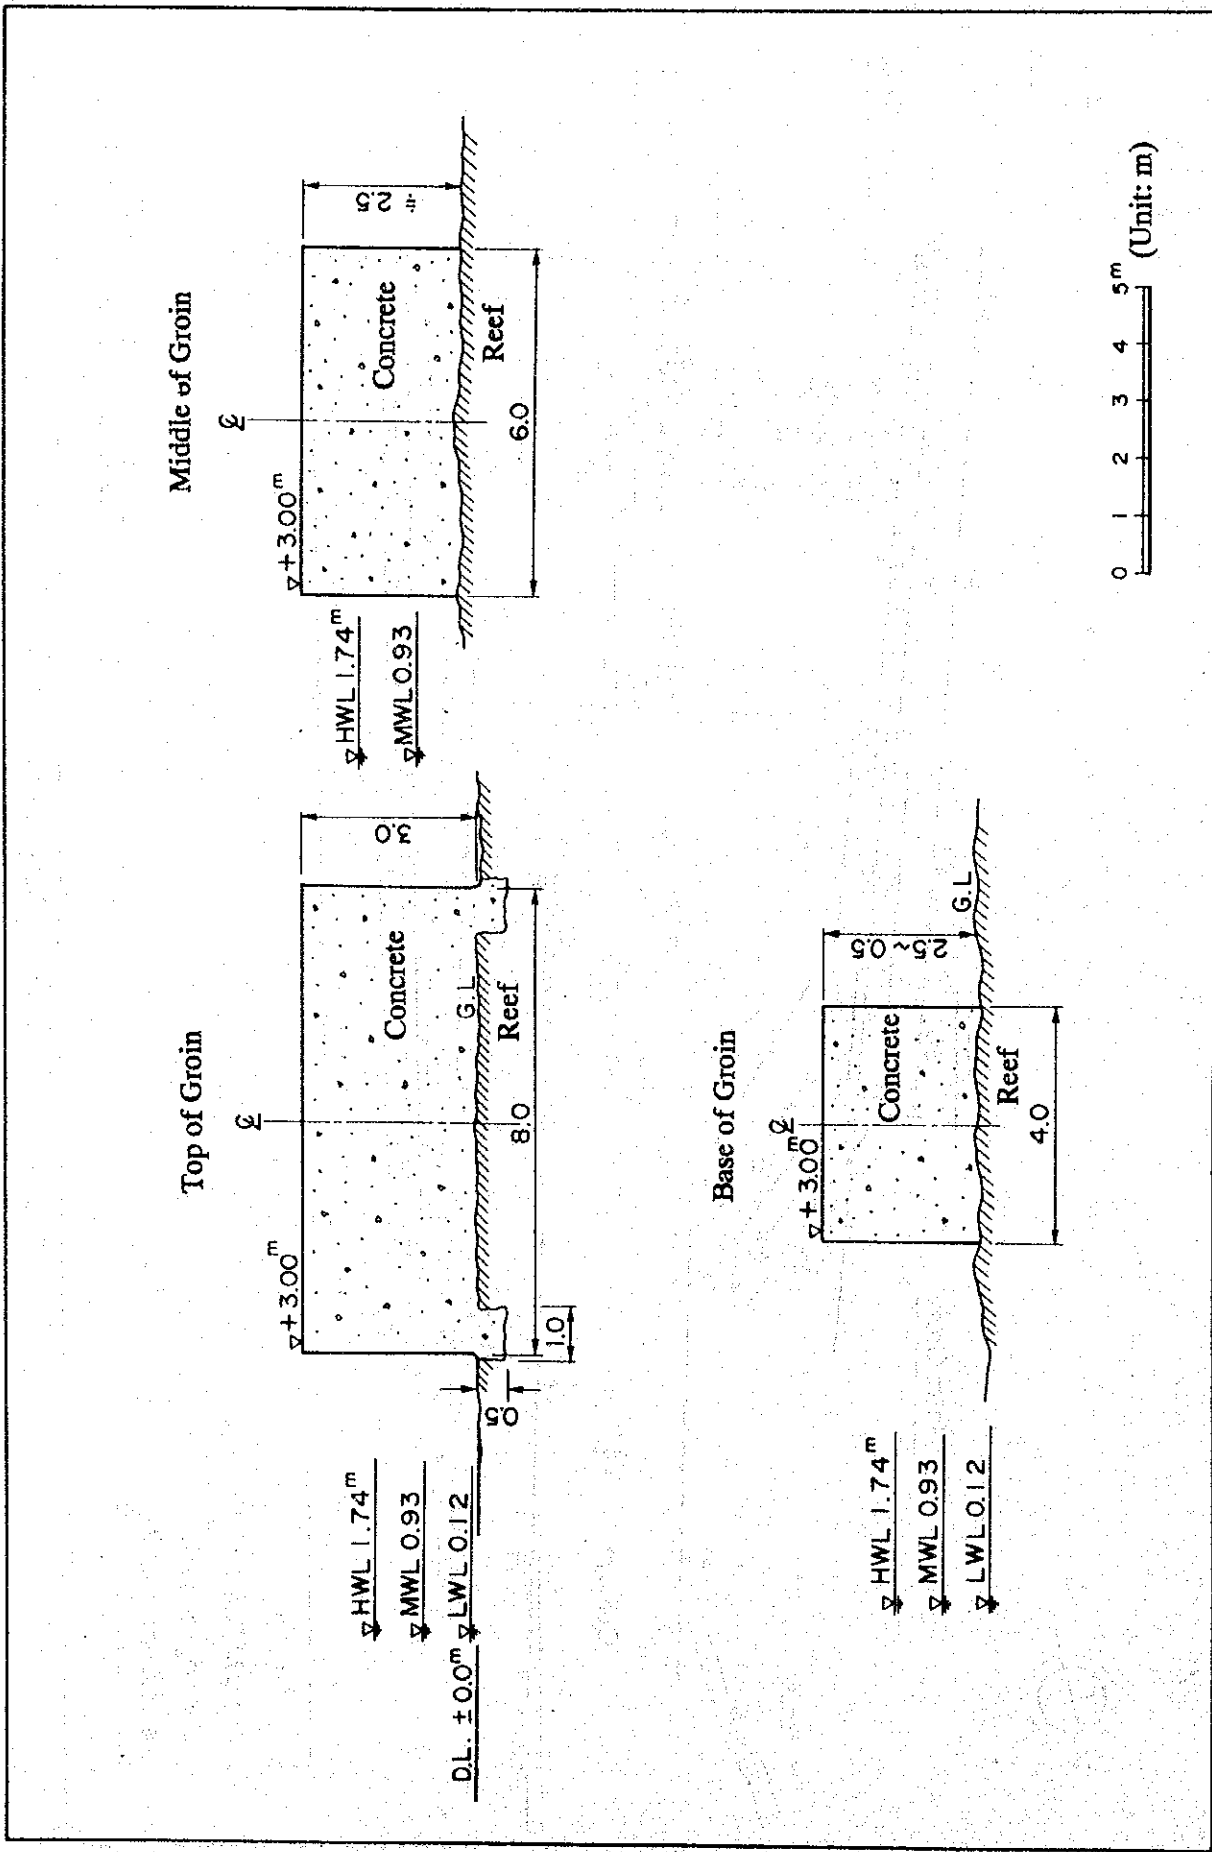 Top of Groin
℄
+3.00m
HWL 1.74m
MWL 0.93
LWL 0.12
D.L. ±0.0m
Concrete
G.L
Reef
3.0
0.5
1.0
8.0
Middle of Groin
℄
+3.00m
HWL 1.74m
MWL 0.93
Concrete
Reef
≒ 2.5
6.0
Base of Groin
℄
+3.00m
HWL 1.74m
MWL 0.93
LWL 0.12
Concrete
G.L
Reef
2.5~0.5
4.0
0 1 2 3 4 5m (Unit: m)